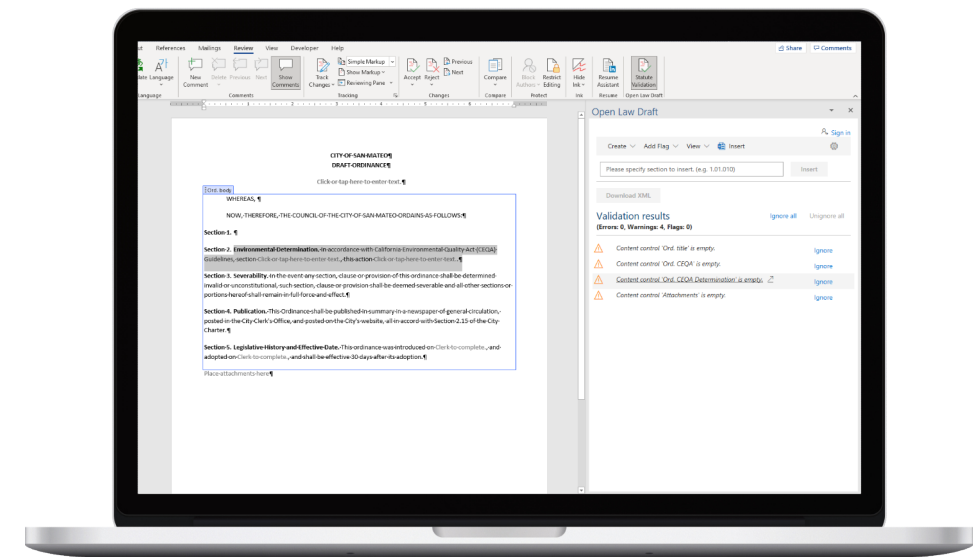 ut References Mailings Review View Developer Help Share Comments
Language New Comment Delete Previous Next Show Comments Track Changes Simple Markup Show Markup Reviewing Pane Accept Reject Previous Next Compare Block Authors Restrict Editing Hide Ink Resume Assistant Statute Validation
Language Comments Tracking Changes Compare Protect Ink Resume Open Law Draft
CITY·OF·SAN·MATEO¶
DRAFT·ORDINANCE¶
Click·or·tap·here·to·enter·text.¶
Ord. body
WHEREAS, ¶
NOW,·THEREFORE,·THE·COUNCIL·OF·THE·CITY·OF·SAN·MATEO·ORDAINS·AS·FOLLOWS:¶
Section·1. ¶
Section·2. Environmental·Determination.·In·accordance·with·California·Environmental·Quality·Act·(CEQA)·
Guidelines,·section·Click·or·tap·here·to·enter·text.,·this·action·Click·or·tap·here·to·enter·text..¶
Section·3. Severability.·In·the·event·any·section,·clause·or·provision·of·this·ordinance·shall·be·determined·
invalid·or·unconstitutional,·such·section,·clause·or·provision·shall·be·deemed·severable·and·all·other·sections·or·
portions·hereof·shall·remain·in·full·force·and·effect.¶
Section·4. Publication.·This·Ordinance·shall·be·published·in·summary·in·a·newspaper·of·general·circulation,·
posted·in·the·City·Clerk's·Office,·and·posted·on·the·City's·website,·all·in·accord·with·Section·2.15·of·the·City·
Charter.¶
Section·5. Legislative·History·and·Effective·Date.·This·ordinance·was·introduced·on·Clerk·to·complete.,·and·
adopted·on·Clerk·to·complete.,·and·shall·be·effective·30·days·after·its·adoption.¶
Place·attachments·here¶
Open Law Draft
Sign in
Create Add Flag View Insert
Please specify section to insert. (e.g. 1.01.010) Insert
Download XML
Validation results Ignore all Unignore all
(Errors: 0, Warnings: 4, Flags: 0)
Content control 'Ord. title' is empty. Ignore
Content control 'Ord. CEQA' is empty. Ignore
Content control 'Ord. CEQA Determination' is empty. Ignore
Content control 'Attachments' is empty. Ignore